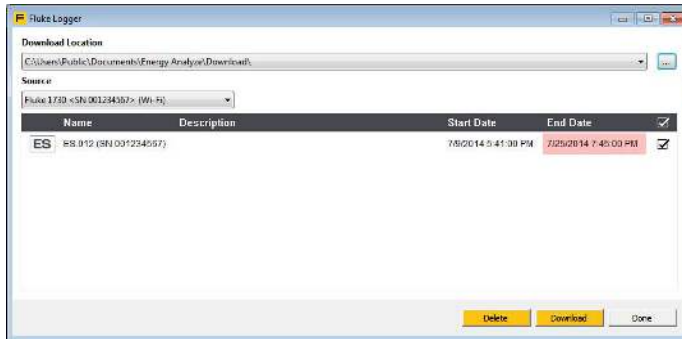 Fluke Logger
Download Location
C:\Users\Public\Documents\Energy Analyze\Download\
...
Source
Fluke 1730 <SN 001234567> (Wi-Fi)
Name Description Start Date End Date
ES ES.012 (SN 001234567) 7/9/2014 5:41:00 PM 7/25/2014 7:45:00 PM
Delete Download Done